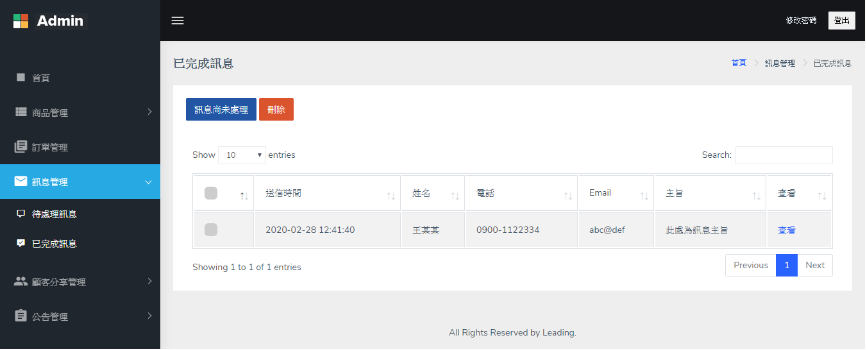 Admin
修改密碼 登出
首頁
商品管理
訂單管理
訊息管理
待處理訊息
已完成訊息
顧客分享管理
公告管理
已完成訊息
首頁 訊息管理 已完成訊息
訊息尚未處理 刪除
Show 10 entries Search:
送信時間 姓名 電話 Email 主旨 查看
2020-02-28 12:41:40 王某某 0900-1122334 abc@def 此處為訊息主旨 查看
Showing 1 to 1 of 1 entries Previous 1 Next
All Rights Reserved by Leading.